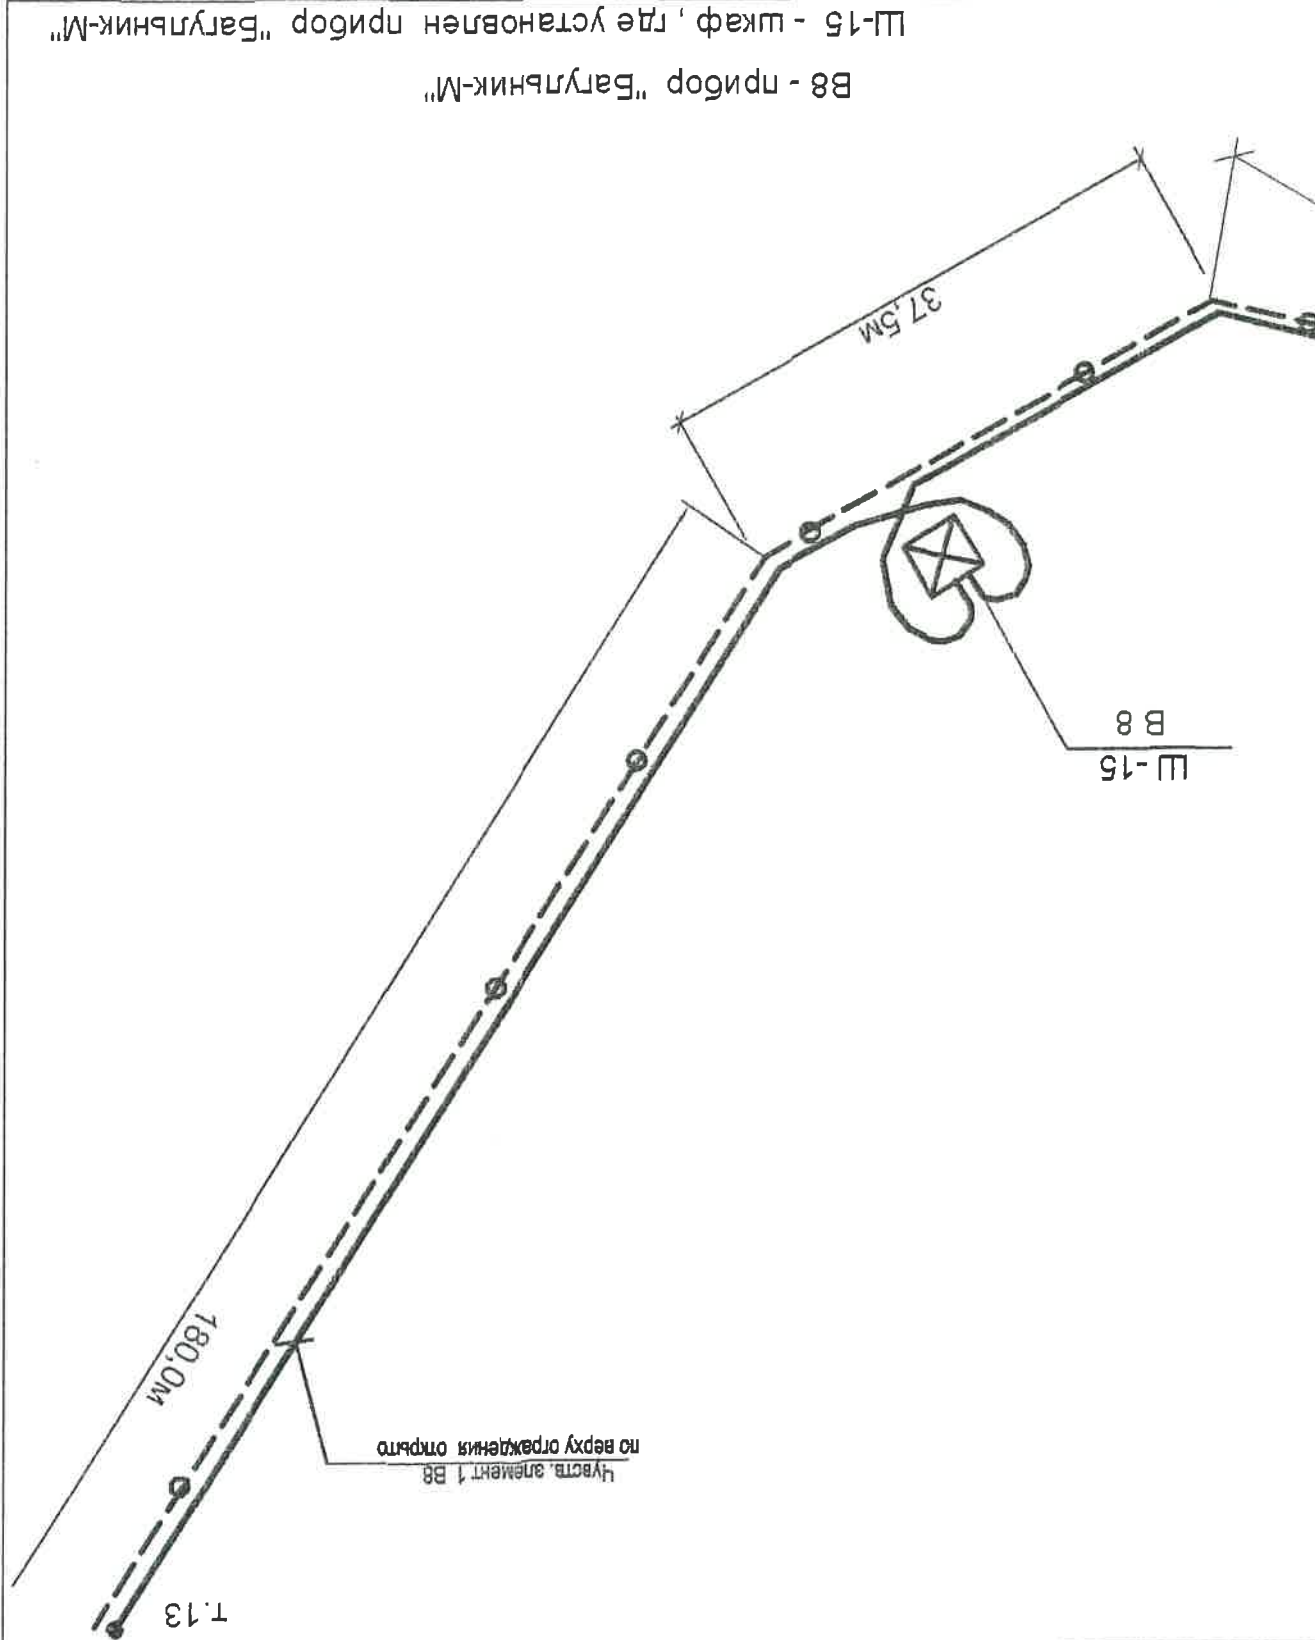 т.13
Чувств. элемент 1 В8
по верху ограждения открыто
180,0м
Ш-15
В 8
37,5м
В8 - прибор "Багульник-М"
Ш-15 - шкаф, где установлен прибор "Багульник-М"